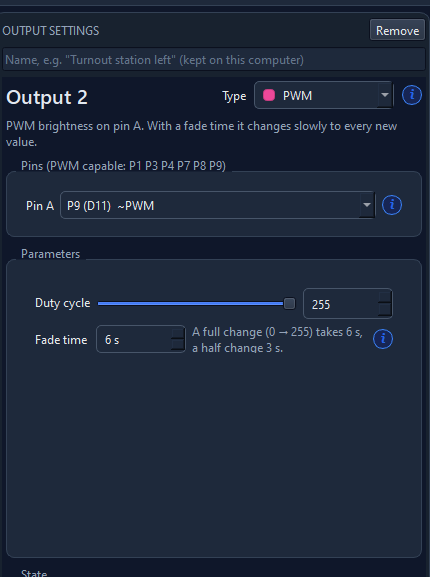 OUTPUT SETTINGS
Remove
Name, e.g. "Turnout station left" (kept on this computer)
Output 2
Type
PWM
PWM brightness on pin A. With a fade time it changes slowly to every new
value.
Pins (PWM capable: P1 P3 P4 P7 P8 P9)
Pin A
P9 (D11) ~PWM
Parameters
Duty cycle
255
Fade time
6 s
A full change (0 → 255) takes 6 s,
a half change 3 s.
State